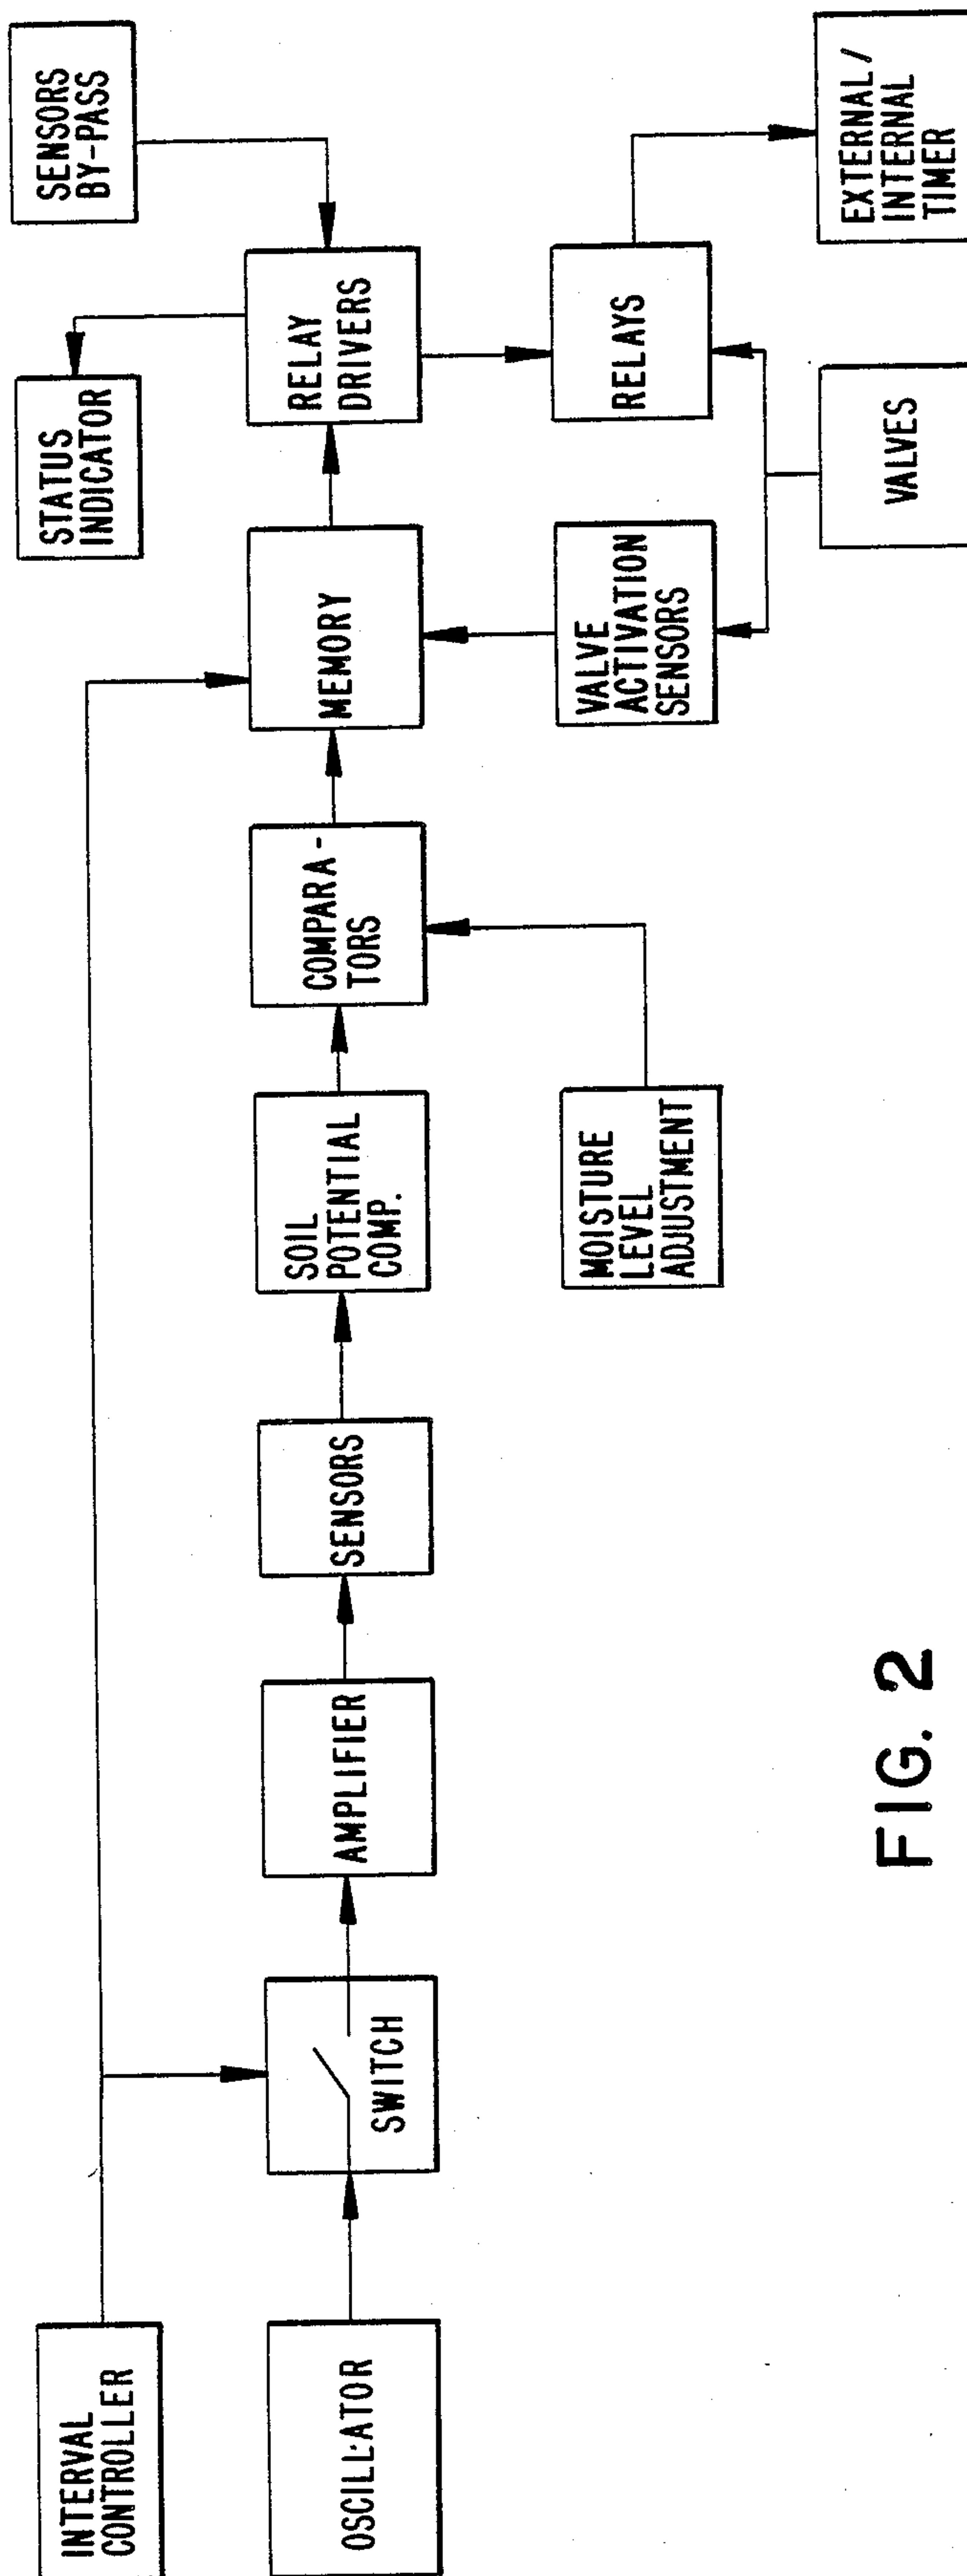 INTERVAL
CONTROLLER
STATUS
INDICATOR
SENSORS
BY-PASS
OSCILLATOR
SWITCH
AMPLIFIER
SENSORS
SOIL
POTENTIAL
COMP.
COMPARA-
TORS
MEMORY
RELAY
DRIVERS
MOISTURE
LEVEL
ADJUSTMENT
VALVE
ACTIVATION
SENSORS
RELAYS
VALVES
EXTERNAL/
INTERNAL
TIMER
FIG. 2